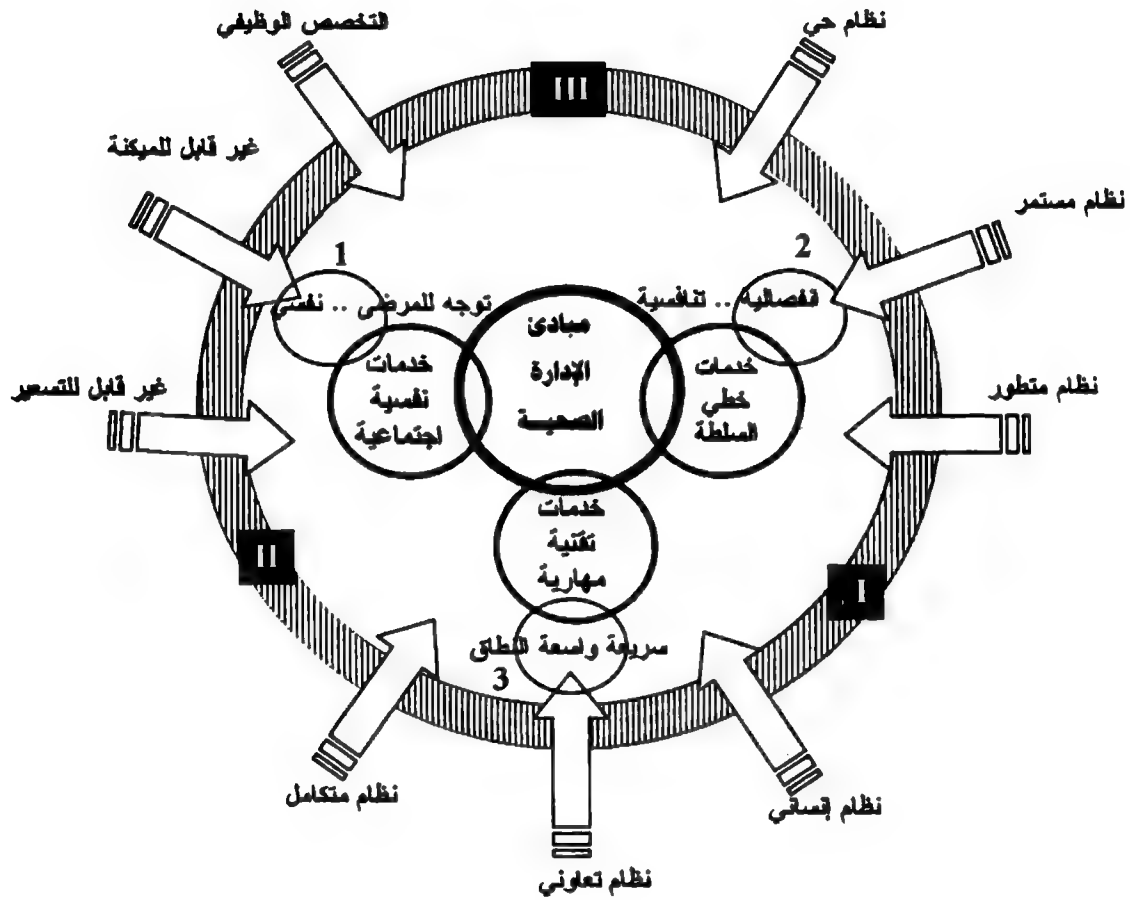 التخصص الوظيفي
نظام حي
III
غير قابل للميكنة
نظام مستمر
1
2
توجه للمرضى .. نفسي
انفصالية .. تنافسية
مبادئ
الإدارة
الصحيــة
خدمات
نفسية
اجتماعية
خدمات
خطي
السلطة
غير قابل للتسعير
نظام متطور
خدمات
تقنية
مهارية
II
I
سريعة واسعة النطاق
3
نظام متكامل
نظام إنساني
نظام تعاوني